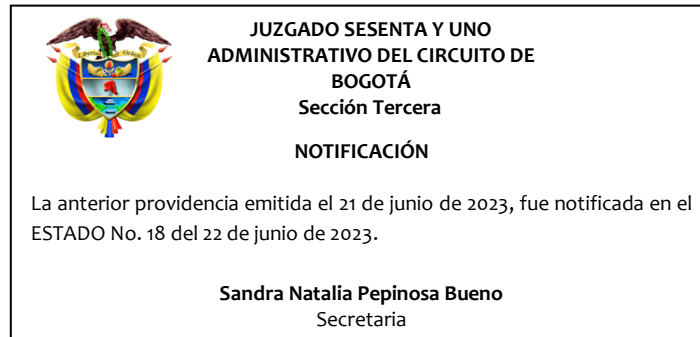 JUZGADO SESENTA Y UNO
ADMINISTRATIVO DEL CIRCUITO DE
BOGOTÁ
Sección Tercera
NOTIFICACIÓN
La anterior providencia emitida el 21 de junio de 2023, fue notificada en el
ESTADO No. 18 del 22 de junio de 2023.
Sandra Natalia Pepinosa Bueno
Secretaria